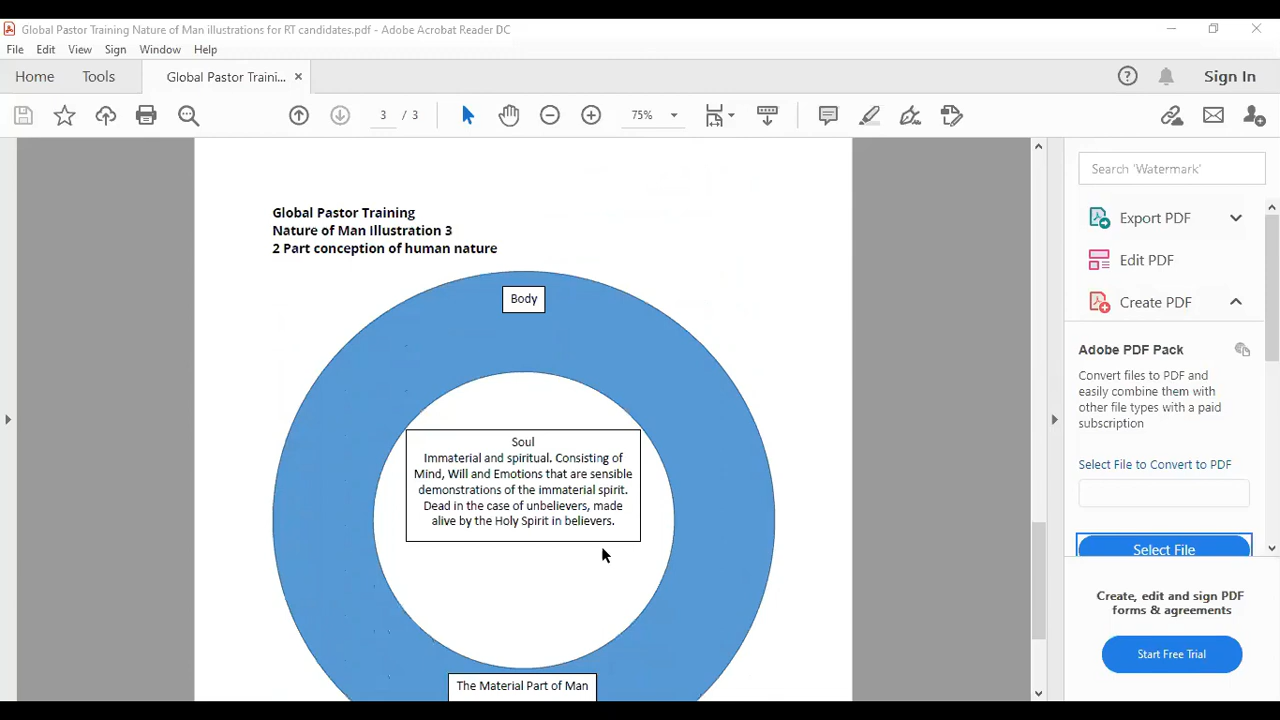 Global Pastor Training Nature of Man illustrations for RT candidates.pdf - Adobe Acrobat Reader DC
File Edit View Sign Window Help
Home Tools Global Pastor Traini... × Sign In
3 / 3 75%
Search 'Watermark'
Export PDF
Edit PDF
Create PDF
Adobe PDF Pack
Convert files to PDF and
easily combine them with
other file types with a paid
subscription
Select File to Convert to PDF
Select File
Create, edit and sign PDF
forms & agreements
Start Free Trial
Global Pastor Training
Nature of Man Illustration 3
2 Part conception of human nature
Body
Soul
Immaterial and spiritual. Consisting of
Mind, Will and Emotions that are sensible
demonstrations of the immaterial spirit.
Dead in the case of unbelievers, made
alive by the Holy Spirit in believers.
The Material Part of Man